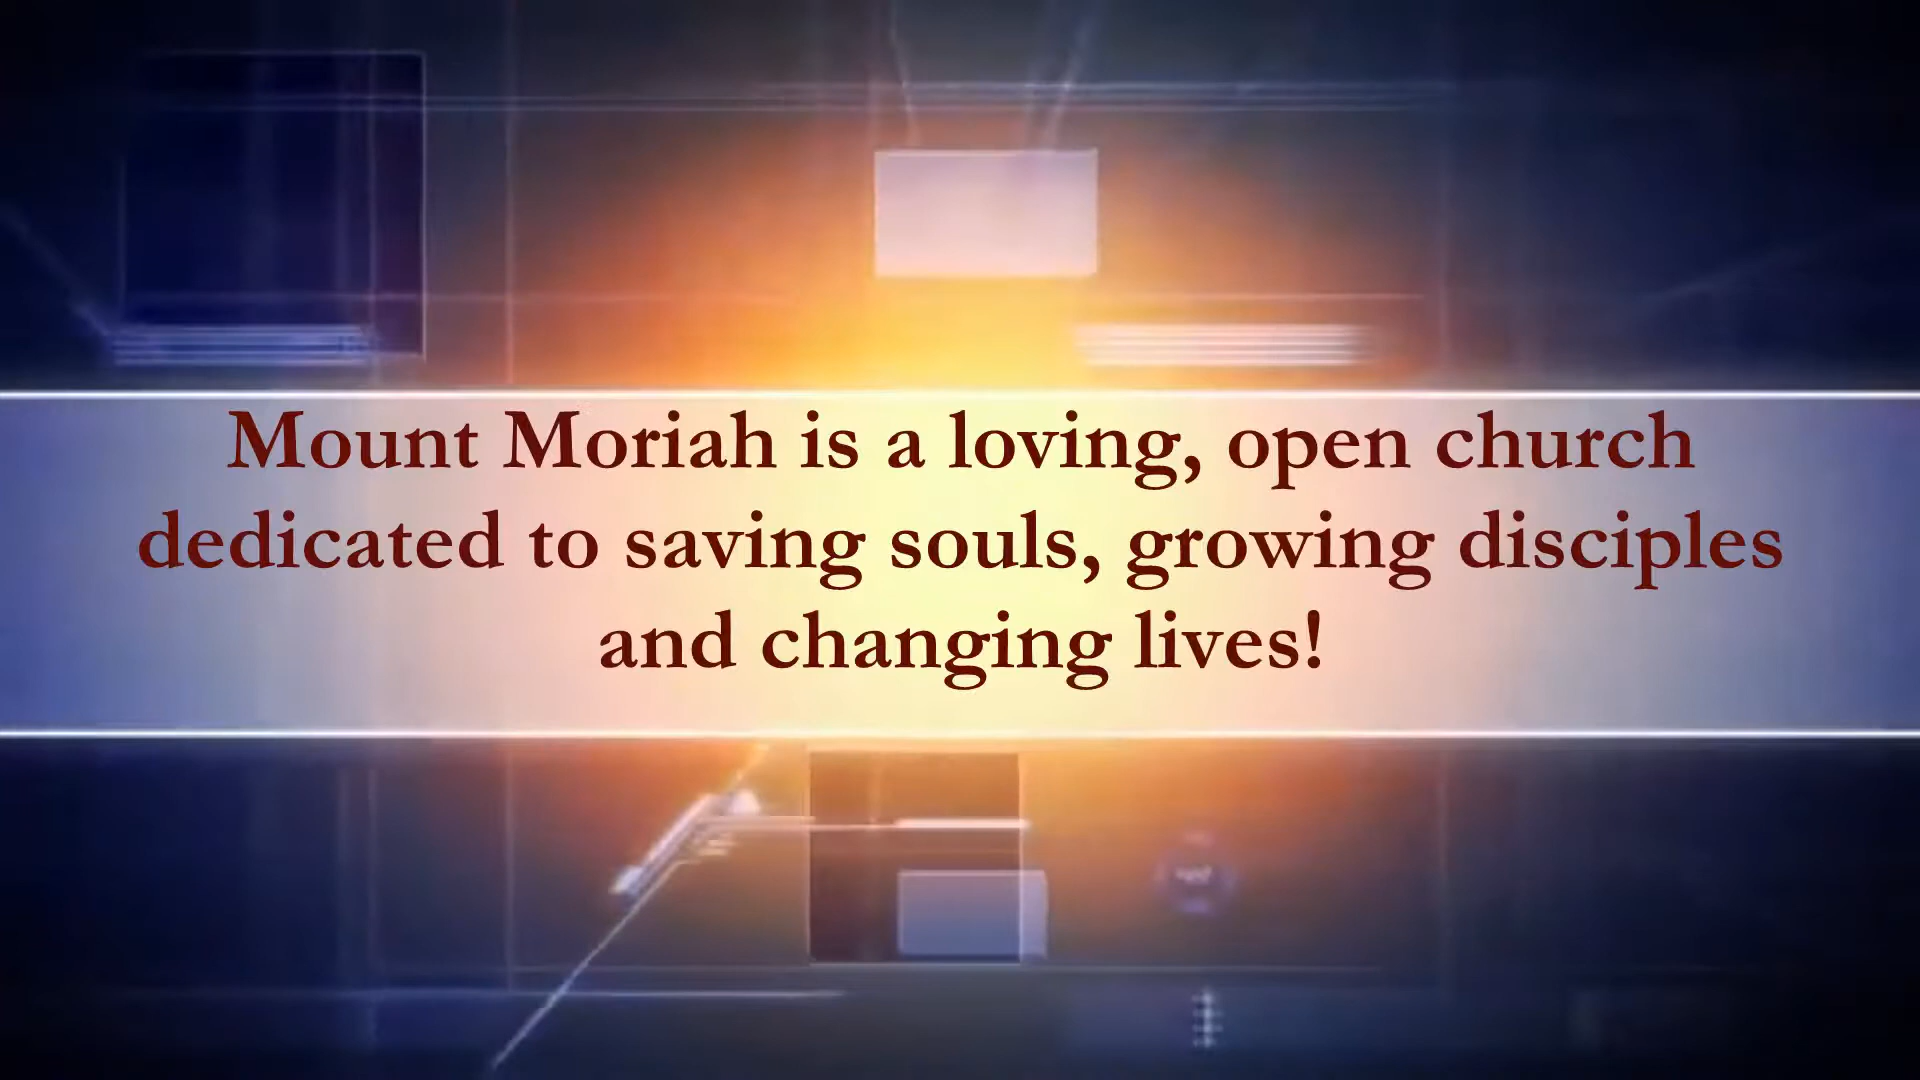 Mount Moriah is a loving, open church
dedicated to saving souls, growing disciples
and changing lives!